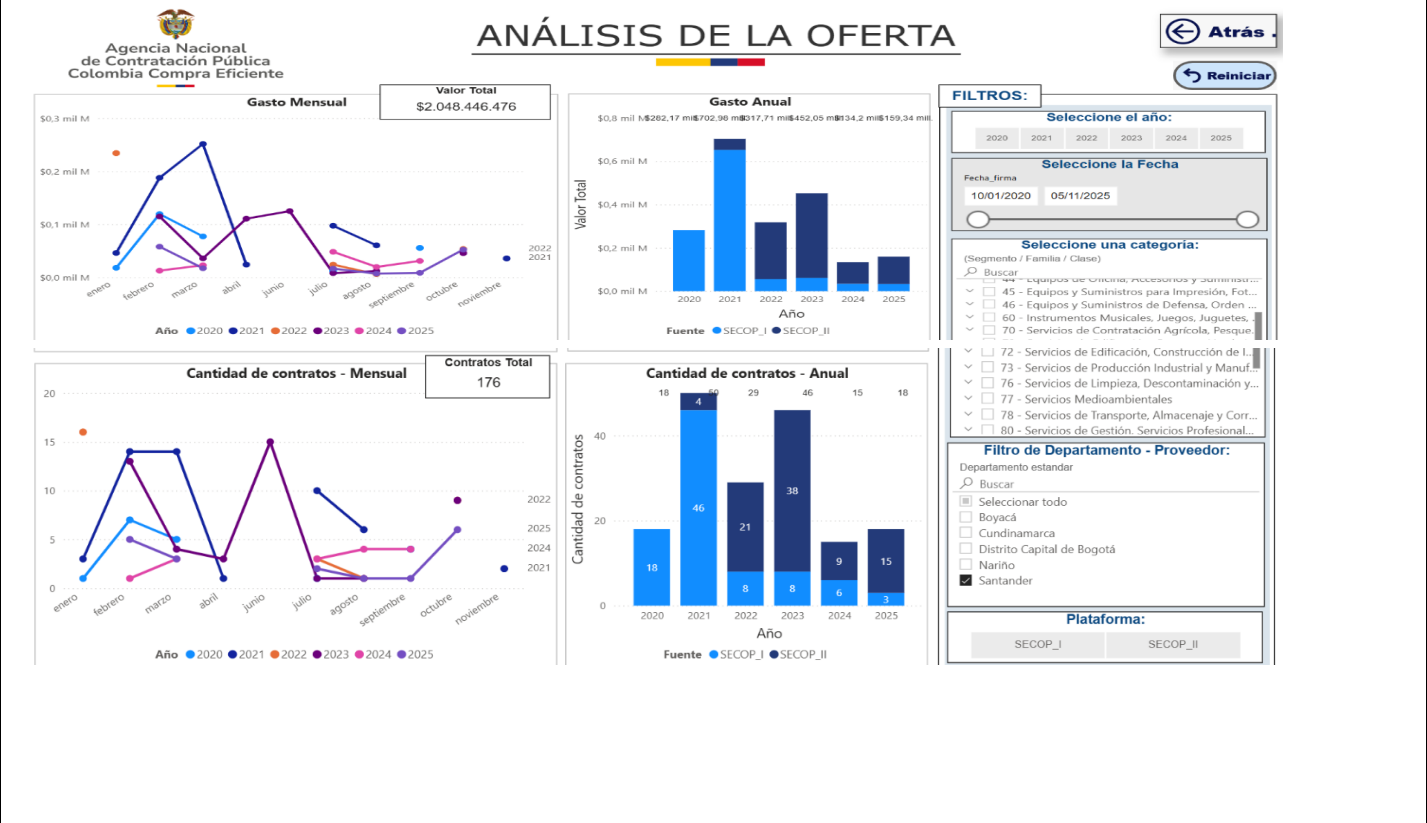 Agencia Nacional
de Contratación Pública
Colombia Compra Eficiente
ANÁLISIS DE LA OFERTA
Atrás .
Reiniciar
Gasto Mensual
Valor Total
$2.048.446.476
$0,3 mil M
$0,2 mil M
$0,1 mil M
$0,0 mil M
2022
2021
enero febrero marzo abril junio julio agosto septiembre octubre noviembre
Año 2020 2021 2022 2023 2024 2025
Gasto Anual
$0,8 mil M $262,17 mil $702,98 mil $317,71 mil $452,05 mil $134,2 mil $159,34 mil.
$0,6 mil M
$0,4 mil M
$0,2 mil M
$0,0 mil M
Valor Total
2020 2021 2022 2023 2024 2025
Año
Fuente SECOP_I SECOP_II
FILTROS:
Seleccione el año:
2020 2021 2022 2023 2024 2025
Seleccione la Fecha
Fecha_firma
10/01/2020 05/11/2025
Seleccione una categoría:
(Segmento / Familia / Clase)
Buscar
44 - Equipos de Oficina, Accesorios y Suministr...
45 - Equipos y Suministros para Impresión, Fot...
46 - Equipos y Suministros de Defensa, Orden ...
60 - Instrumentos Musicales, Juegos, Juguetes, .
70 - Servicios de Contratación Agrícola, Pesque.
72 - Servicios de Edificación, Construcción de I...
73 - Servicios de Producción Industrial y Manuf...
76 - Servicios de Limpieza, Descontaminación y...
77 - Servicios Medioambientales
78 - Servicios de Transporte, Almacenaje y Corr...
80 - Servicios de Gestión. Servicios Profesional...
Cantidad de contratos - Mensual
Contratos Total
176
20
15
10
5
0
2022
2025
2024
2021
enero febrero marzo abril junio julio agosto septiembre octubre noviembre
Año 2020 2021 2022 2023 2024 2025
Cantidad de contratos - Anual
18 50 29 46 15 18
4
40
20
0
46
38
21
18
9
15
8
8
6
3
Cantidad de contratos
2020 2021 2022 2023 2024 2025
Año
Fuente SECOP_I SECOP_II
Filtro de Departamento - Proveedor:
Departamento estandar
Buscar
Seleccionar todo
Boyacá
Cundinamarca
Distrito Capital de Bogotá
Nariño
Santander
Plataforma:
SECOP_I SECOP_II